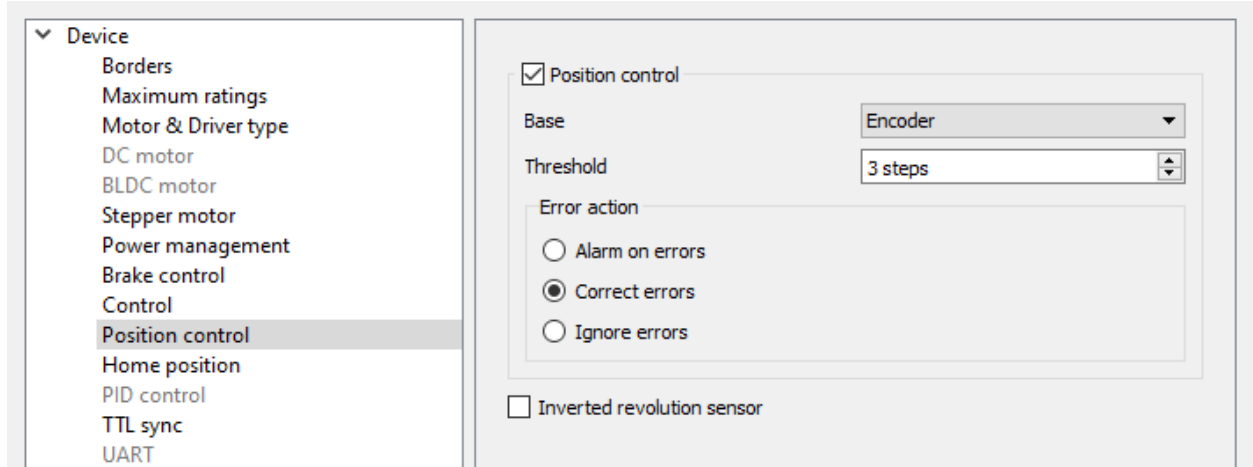 Device
Borders
Maximum ratings
Motor & Driver type
DC motor
BLDC motor
Stepper motor
Power management
Brake control
Control
Position control
Home position
PID control
TTL sync
UART
Position control
Base
Encoder
Threshold
3 steps
Error action
Alarm on errors
Correct errors
Ignore errors
Inverted revolution sensor